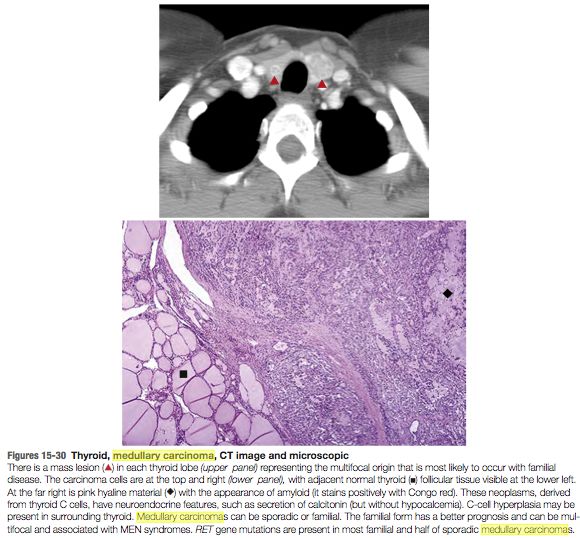 Figures 15-30 Thyroid, medullary carcinoma, CT image and microscopic
There is a mass lesion (▲) in each thyroid lobe (upper panel) representing the multifocal origin that is most likely to occur with familial
disease. The carcinoma cells are at the top and right (lower panel), with adjacent normal thyroid (■) follicular tissue visible at the lower left.
At the far right is pink hyaline material (◆) with the appearance of amyloid (it stains positively with Congo red). These neoplasms, derived
from thyroid C cells, have neuroendocrine features, such as secretion of calcitonin (but without hypocalcemia). C-cell hyperplasia may be
present in surrounding thyroid. Medullary carcinomas can be sporadic or familial. The familial form has a better prognosis and can be mul-
tifocal and associated with MEN syndromes. RET gene mutations are present in most familial and half of sporadic medullary carcinomas.